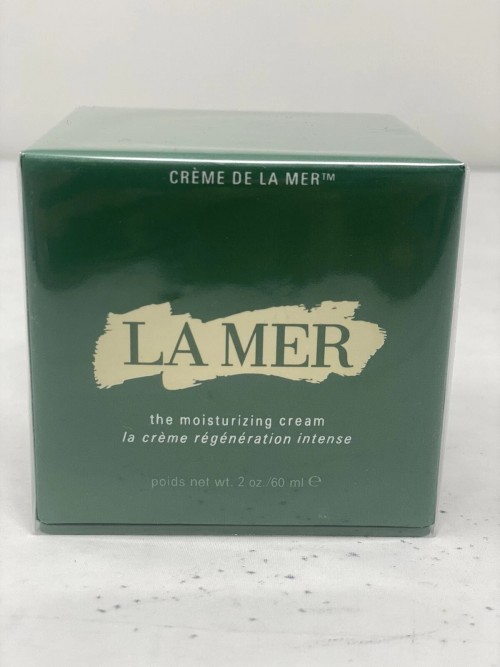 CRÈME DE LA MER™
LA MER
the moisturizing cream
la crème régénération intense
poids net wt. 2 oz./60 ml ℮